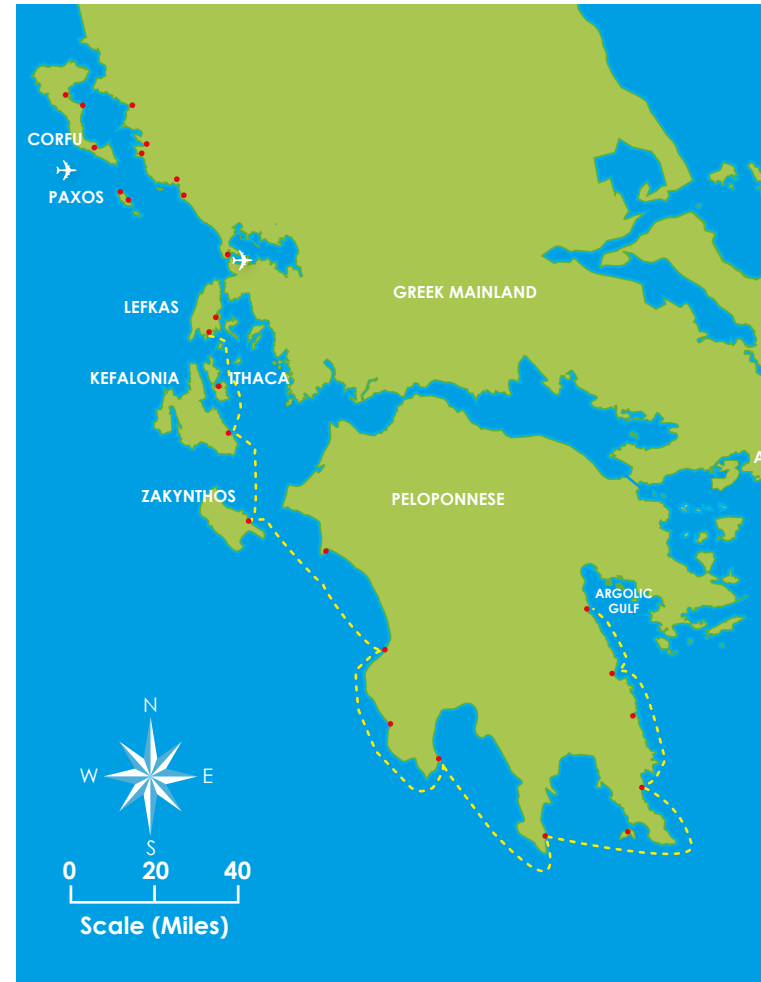 CORFU
PAXOS
LEFKAS
GREEK MAINLAND
KEFALONIA
ITHACA
A
ZAKYNTHOS
PELOPONNESE
ARGOLIC
GULF
N
W
E
S
0 20 40
Scale (Miles)